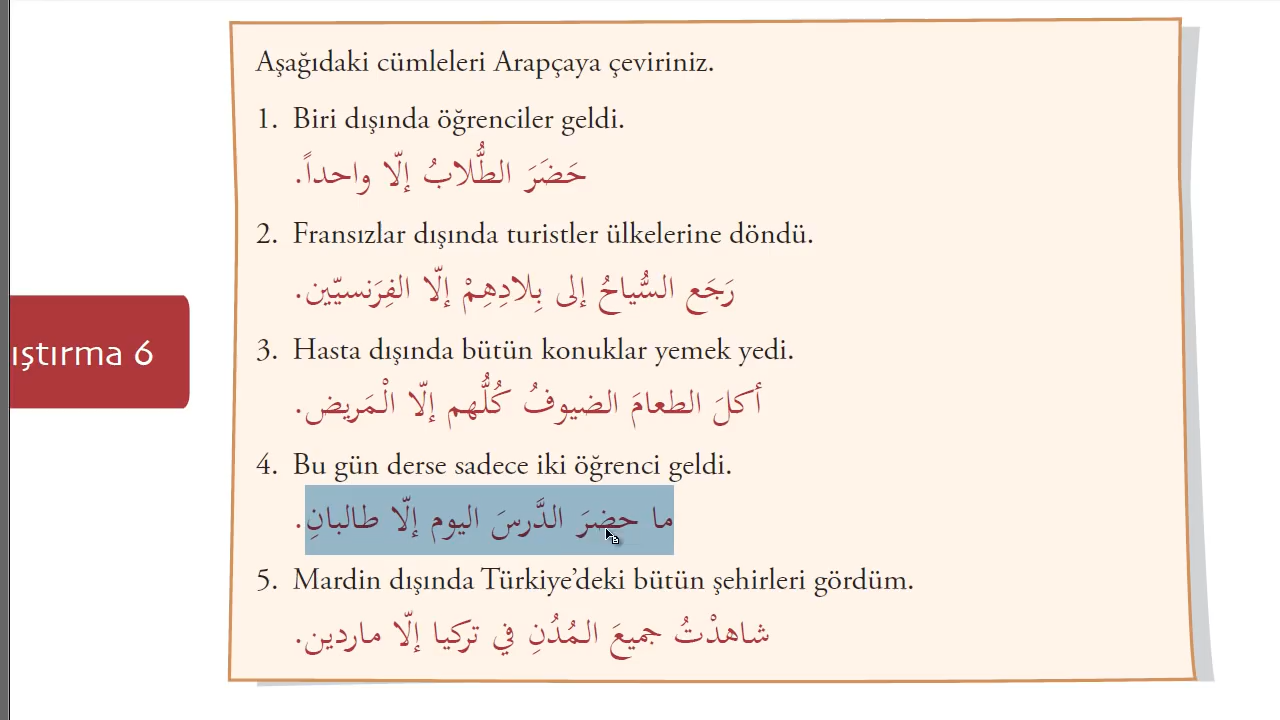 Aşağıdaki cümleleri Arapçaya çeviriniz.
1. Biri dışında öğrenciler geldi.
حَضَرَ الطُّلابُ إلّا واحداً.
2. Fransızlar dışında turistler ülkelerine döndü.
رَجَع السُّياحُ إلى بِلادِهِمْ إلّا الفِرَنسيّين.
ıştırma 6
3. Hasta dışında bütün konuklar yemek yedi.
أكلَ الطعامَ الضيوفُ كُلُّهم إلّا الْمَريض.
4. Bu gün derse sadece iki öğrenci geldi.
ما حضرَ الدَّرسَ اليوم إلّا طالبانِ.
5. Mardin dışında Türkiye’deki bütün şehirleri gördüm.
شاهدْتُ جميعَ المُدُنِ في تركيا إلّا ماردين.